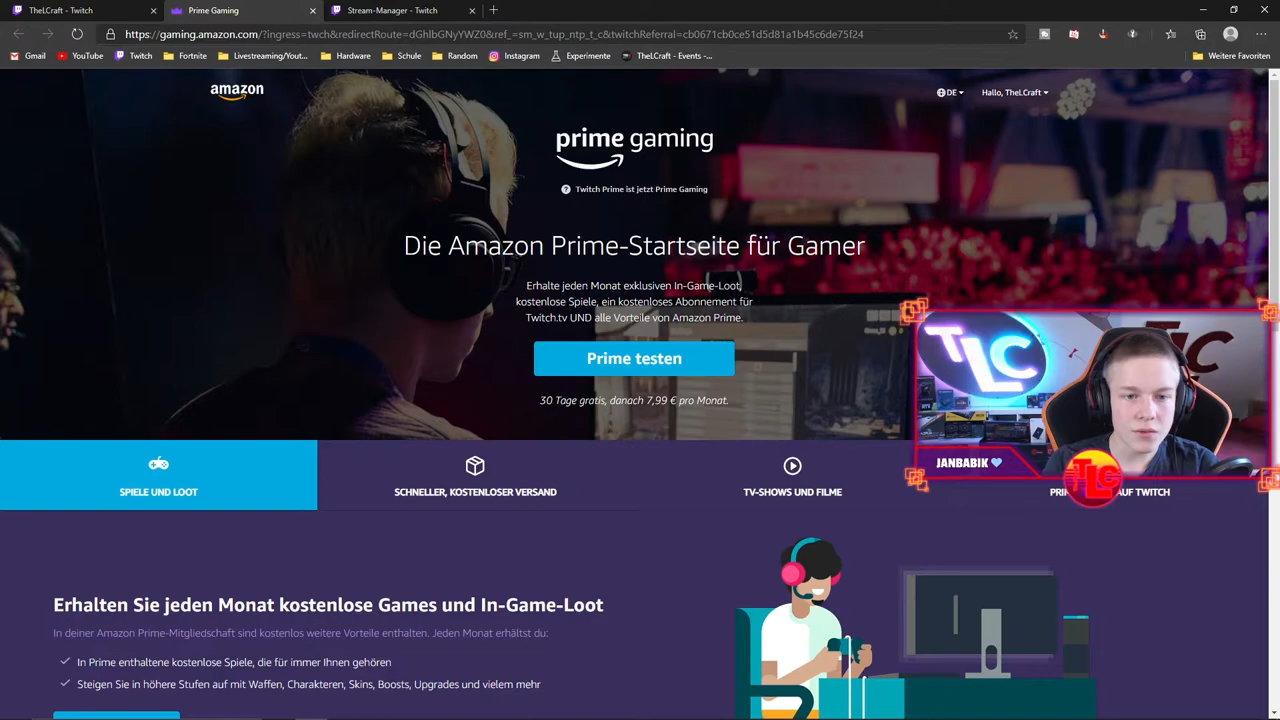 TheLCraft - Twitch
Prime Gaming
Stream-Manager - Twitch
https://gaming.amazon.com/?ingress=twch&redirectRoute=dGhlbGNyYWZ0&ref_=sm_w_tup_ntp_t_c&twitchReferral=cb0671cb0ce51d5d81a1b45c6de75f24
Gmail
YouTube
Twitch
Fortnite
Livestreaming/Yout...
Hardware
Schule
Random
Instagram
Experimente
TheLCraft - Events -...
Weitere Favoriten
amazon
DE
Hallo, TheLCraft
prime gaming
Twitch Prime ist jetzt Prime Gaming
Die Amazon Prime-Startseite für Gamer
Erhalte jeden Monat exklusiven In-Game-Loot,
kostenlose Spiele, ein kostenloses Abonnement für
Twitch.tv UND alle Vorteile von Amazon Prime.
Prime testen
30 Tage gratis, danach 7,99 € pro Monat.
TLC
JANBABIK
TLC
SPIELE UND LOOT
SCHNELLER, KOSTENLOSER VERSAND
TV-SHOWS UND FILME
AUF TWITCH
Erhalten Sie jeden Monat kostenlose Games und In-Game-Loot
In deiner Amazon Prime-Mitgliedschaft sind kostenlos weitere Vorteile enthalten. Jeden Monat erhältst du:
In Prime enthaltene kostenlose Spiele, die für immer Ihnen gehören
Steigen Sie in höhere Stufen auf mit Waffen, Charakteren, Skins, Boosts, Upgrades und vielem mehr